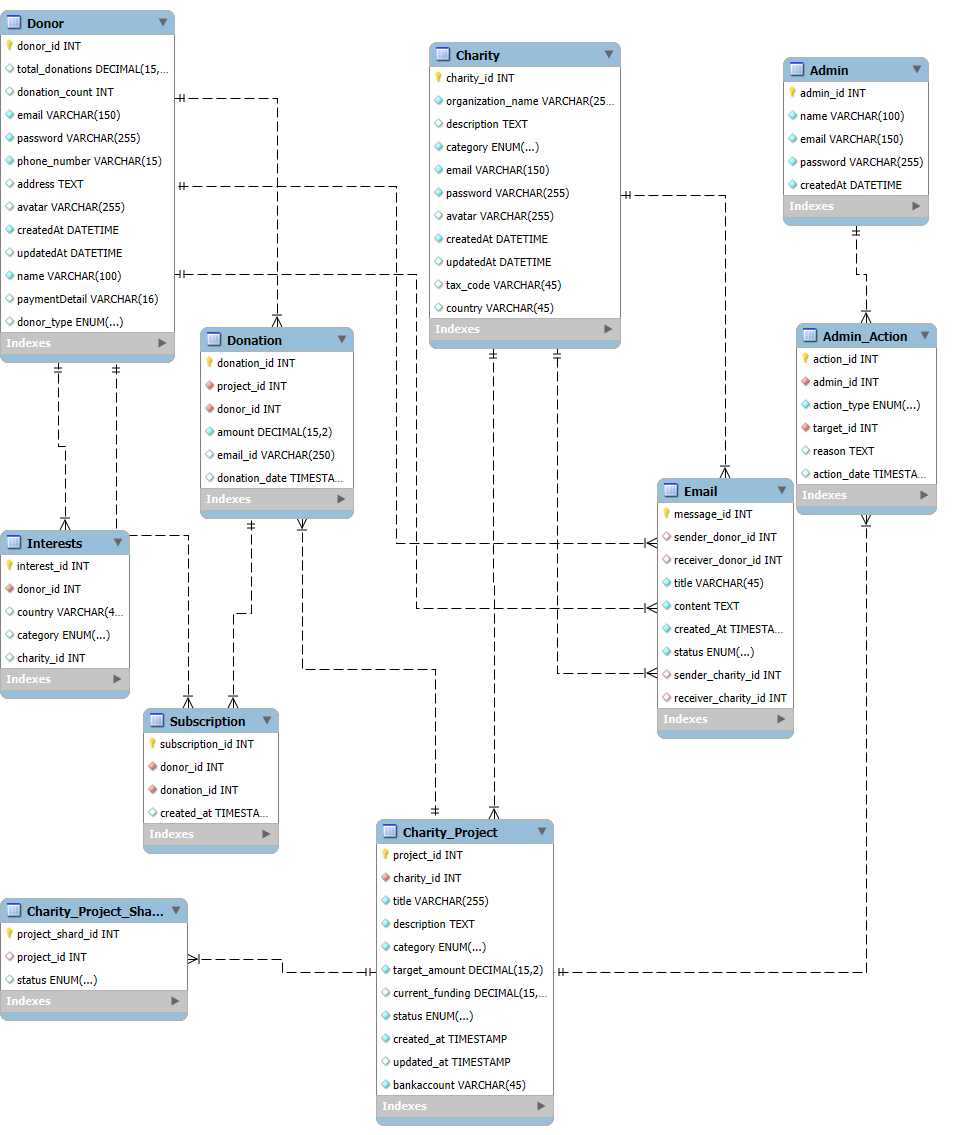 Donor
donor_id INT
total_donations DECIMAL(15,...
donation_count INT
email VARCHAR(150)
password VARCHAR(255)
phone_number VARCHAR(15)
address TEXT
avatar VARCHAR(255)
createdAt DATETIME
updatedAt DATETIME
name VARCHAR(100)
paymentDetail VARCHAR(16)
donor_type ENUM(...)
Indexes
Charity
charity_id INT
organization_name VARCHAR(25...
description TEXT
category ENUM(...)
email VARCHAR(150)
password VARCHAR(255)
avatar VARCHAR(255)
createdAt DATETIME
updatedAt DATETIME
tax_code VARCHAR(45)
country VARCHAR(45)
Indexes
Admin
admin_id INT
name VARCHAR(100)
email VARCHAR(150)
password VARCHAR(255)
createdAt DATETIME
Indexes
Donation
donation_id INT
project_id INT
donor_id INT
amount DECIMAL(15,2)
email_id VARCHAR(250)
donation_date TIMESTA...
Indexes
Admin_Action
action_id INT
admin_id INT
action_type ENUM(...)
target_id INT
reason TEXT
action_date TIMESTA...
Indexes
Email
message_id INT
sender_donor_id INT
receiver_donor_id INT
title VARCHAR(45)
content TEXT
created_At TIMESTA...
status ENUM(...)
sender_charity_id INT
receiver_charity_id INT
Indexes
Interests
interest_id INT
donor_id INT
country VARCHAR(4...
category ENUM(...)
charity_id INT
Indexes
Subscription
subscription_id INT
donor_id INT
donation_id INT
created_at TIMESTA...
Indexes
Charity_Project
project_id INT
charity_id INT
title VARCHAR(255)
description TEXT
category ENUM(...)
target_amount DECIMAL(15,2)
current_funding DECIMAL(15,...
status ENUM(...)
created_at TIMESTAMP
updated_at TIMESTAMP
bankaccount VARCHAR(45)
Indexes
Charity_Project_Sha...
project_shard_id INT
project_id INT
status ENUM(...)
Indexes